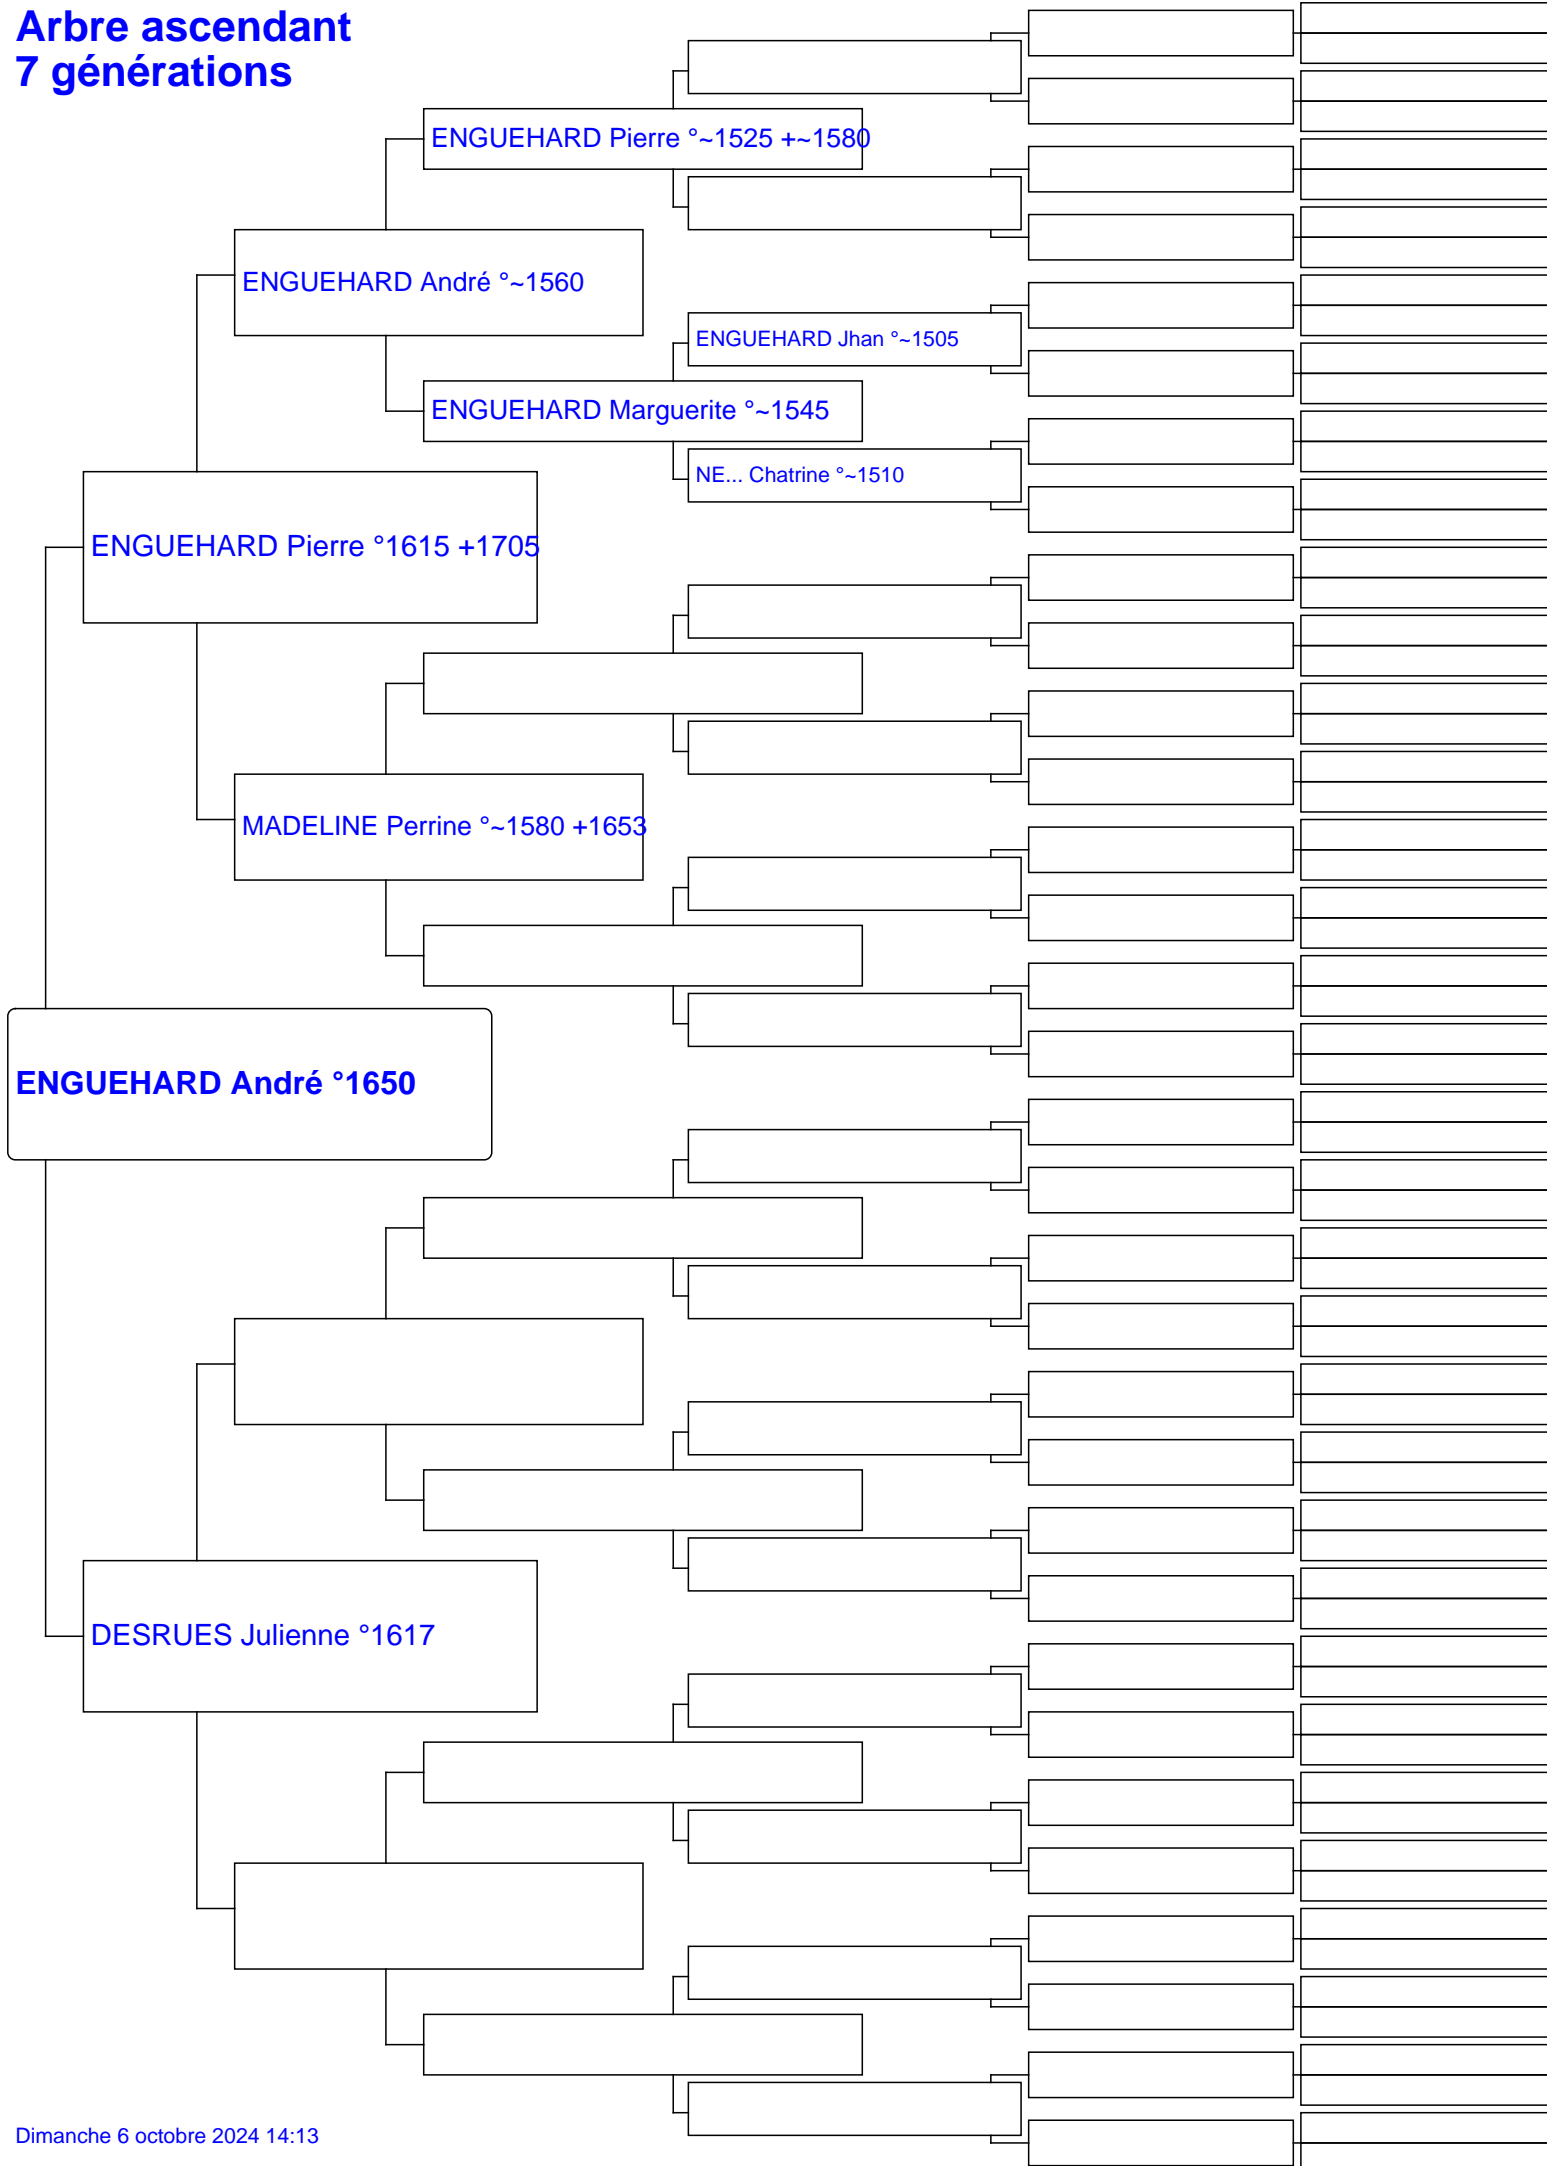 Arbre ascendant
7 générations
ENGUEHARD Pierre °~1525 +~1580
ENGUEHARD André °~1560
ENGUEHARD Jhan °~1505
ENGUEHARD Marguerite °~1545
NE... Chatrine °~1510
ENGUEHARD Pierre °1615 +1705
MADELINE Perrine °~1580 +1653
ENGUEHARD André °1650
DESRUES Julienne °1617
Dimanche 6 octobre 2024 14:13